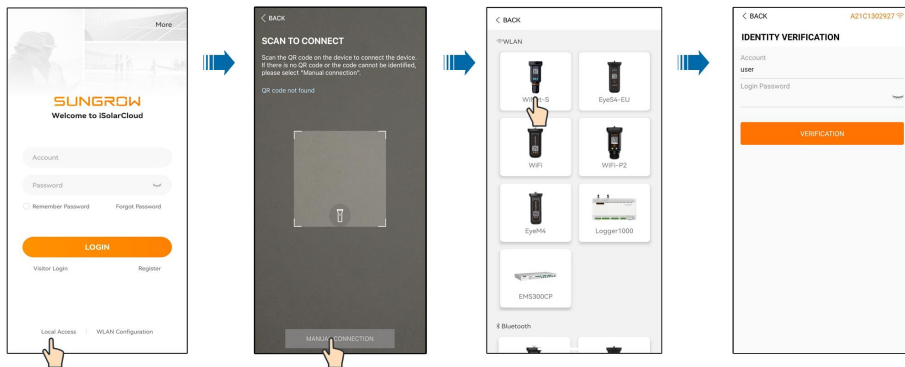 More
SUNGROW
Welcome to iSolarCloud
Account
Password
Remember Password Forgot Password
LOGIN
Visitor Login Register
Local Access WLAN Configuration
BACK
SCAN TO CONNECT
Scan the QR code on the device to connect the device.
If there is no QR code or the code cannot be identified,
please select "Manual connection".
QR code not found
MANUAL CONNECTION
BACK
WLAN
WiNet-S EyeS4-EU
WiFi WiFi-P2
EyeM4 Logger1000
EMS300CP
Bluetooth
BACK A21C1302927
IDENTITY VERIFICATION
Account
user
Login Password
VERIFICATION